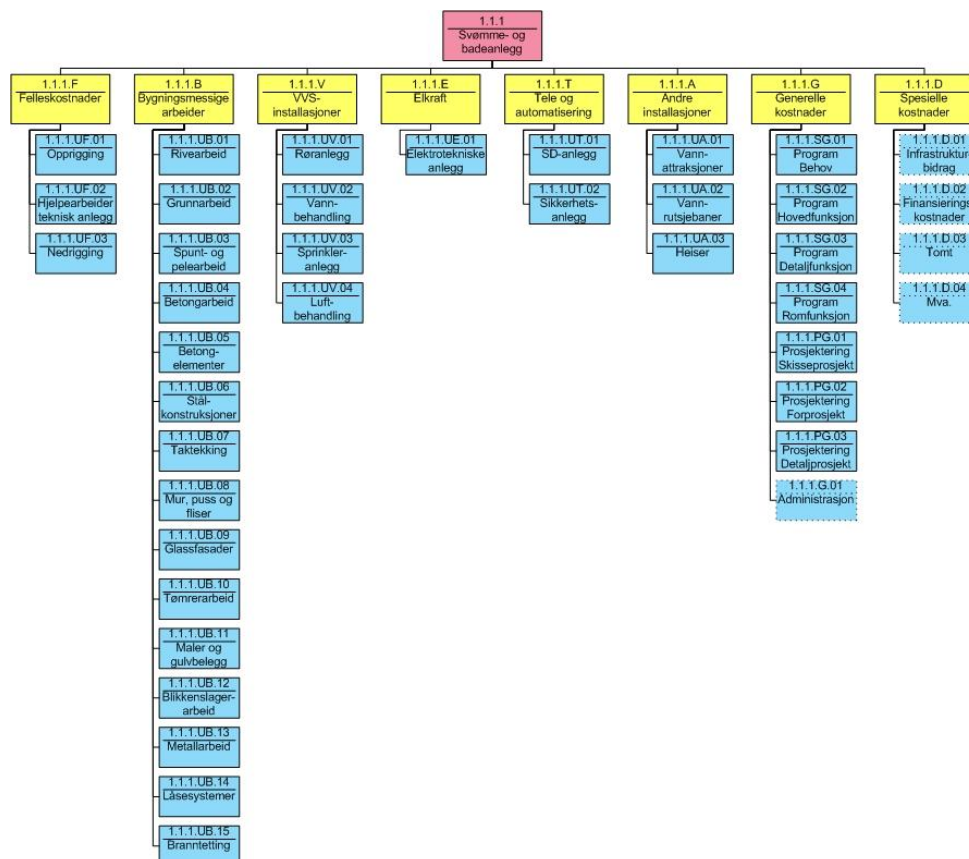 1.1.1
Svømme- og
badeanlegg
1.1.1.F
Felleskostnader
1.1.1.B
Bygningsmessige
arbeider
1.1.1.V
VVS-
installasjoner
1.1.1.E
Elkraft
1.1.1.T
Tele og
automatisering
1.1.1.A
Andre
installasjoner
1.1.1.G
Generelle
kostnader
1.1.1.D
Spesielle
kostnader
1.1.1.UF.01
Opprigging
1.1.1.UF.02
Hjelpearbeider
teknisk anlegg
1.1.1.UF.03
Nedrigging
1.1.1.UB.01
Rivearbeid
1.1.1.UB.02
Grunnarbeid
1.1.1.UB.03
Spunt- og
pelearbeid
1.1.1.UB.04
Betongarbeid
1.1.1.UB.05
Betong-
elementer
1.1.1.UB.06
Stål-
konstruksjoner
1.1.1.UB.07
Taktekking
1.1.1.UB.08
Mur, puss og
fliser
1.1.1.UB.09
Glassfasader
1.1.1.UB.10
Tømrerarbeid
1.1.1.UB.11
Maler og
gulvbelegg
1.1.1.UB.12
Blikkenslager-
arbeid
1.1.1.UB.13
Metallarbeid
1.1.1.UB.14
Låsesystemer
1.1.1.UB.15
Branntetting
1.1.1.UV.01
Røranlegg
1.1.1.UV.02
Vann-
behandling
1.1.1.UV.03
Sprinkler-
anlegg
1.1.1.UV.04
Luft-
behandling
1.1.1.UE.01
Elektrotekniske
anlegg
1.1.1.UT.01
SD-anlegg
1.1.1.UT.02
Sikkerhets-
anlegg
1.1.1.UA.01
Vann-
attraksjoner
1.1.1.UA.02
Vann-
rutsjebaner
1.1.1.UA.03
Heiser
1.1.1.SG.01
Program
Behov
1.1.1.SG.02
Program
Hovedfunksjon
1.1.1.SG.03
Program
Detaljfunksjon
1.1.1.SG.04
Program
Romfunksjon
1.1.1.PG.01
Prosjektering
Skisseprosjekt
1.1.1.PG.02
Prosjektering
Forprosjekt
1.1.1.PG.03
Prosjektering
Detaljprosjekt
1.1.1.G.01
Administrasjon
1.1.1.D.01
Infrastruktur-
bidrag
1.1.1.D.02
Finansierings-
kostnader
1.1.1.D.03
Tomt
1.1.1.D.04
Mva.